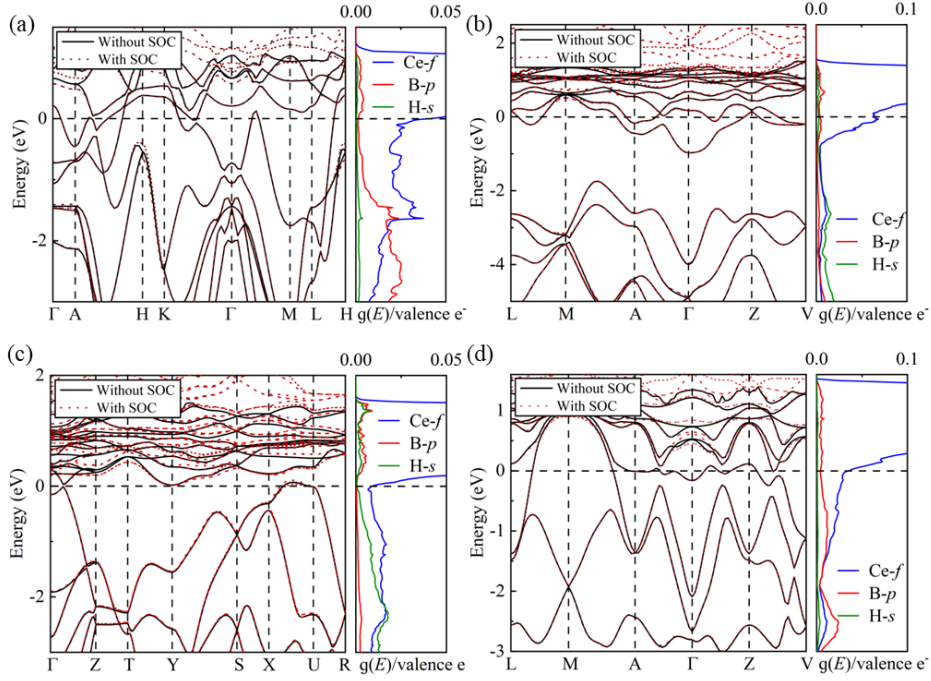 (a)
0.00 0.05
Without SOC
With SOC
Ce-f
B-p
H-s
Energy (eV)
0
-2
Γ A H K Γ M L H
g(E)/valence e-
(b)
0.0 0.1
2
Without SOC
With SOC
0
Energy (eV)
-2
-4
Ce-f
B-p
H-s
L M A Γ Z V
g(E)/valence e-
(c)
0.00 0.05
2
Without SOC
With SOC
Ce-f
B-p
H-s
Energy (eV)
0
-2
Γ Z T Y S X U R
g(E)/valence e
(d)
0.0 0.1
Without SOC
With SOC
1
0
Energy (eV)
-1
-2
-3
Ce-f
B-p
H-s
L M A Γ Z V
g(E)/valence e-